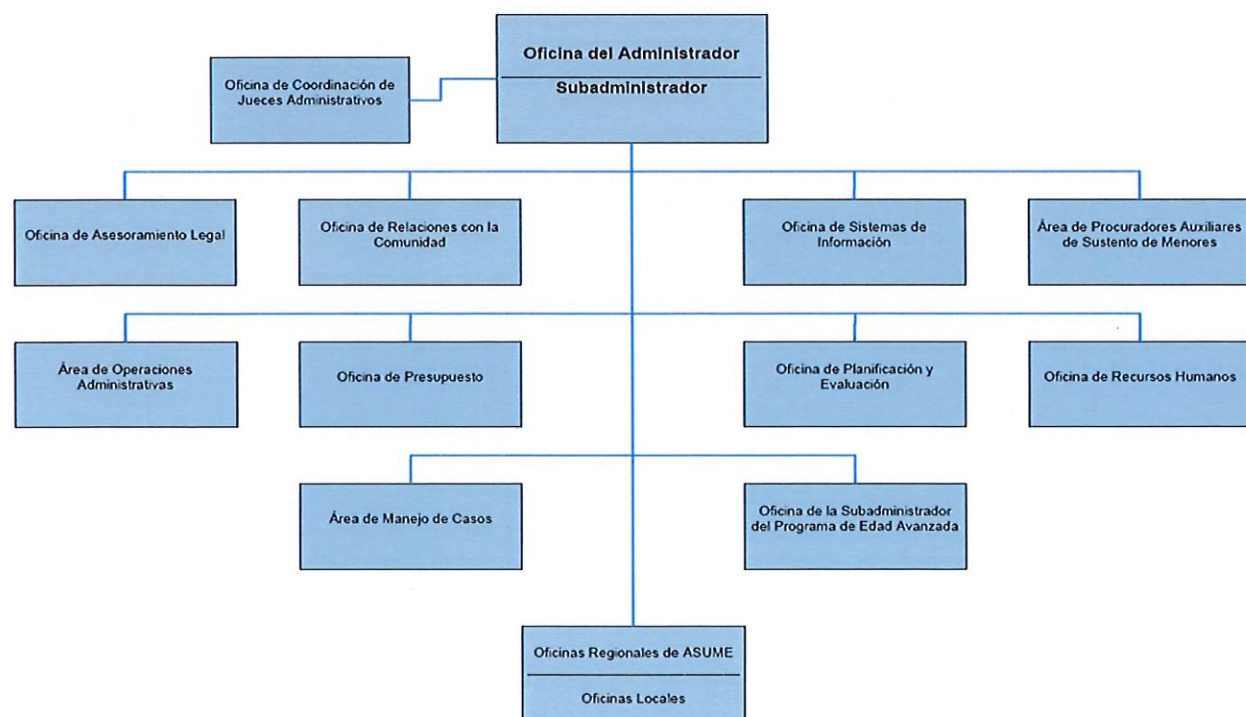 Oficina del Administrador
Subadministrador
Oficina de Coordinación de
Jueces Administrativos
Oficina de Asesoramiento Legal
Oficina de Relaciones con la
Comunidad
Oficina de Sistemas de
Información
Área de Procuradores Auxiliares
de Sustento de Menores
Área de Operaciones
Administrativas
Oficina de Presupuesto
Oficina de Planificación y
Evaluación
Oficina de Recursos Humanos
Área de Manejo de Casos
Oficina de la Subadministrador
del Programa de Edad Avanzada
Oficinas Regionales de ASUME
Oficinas Locales